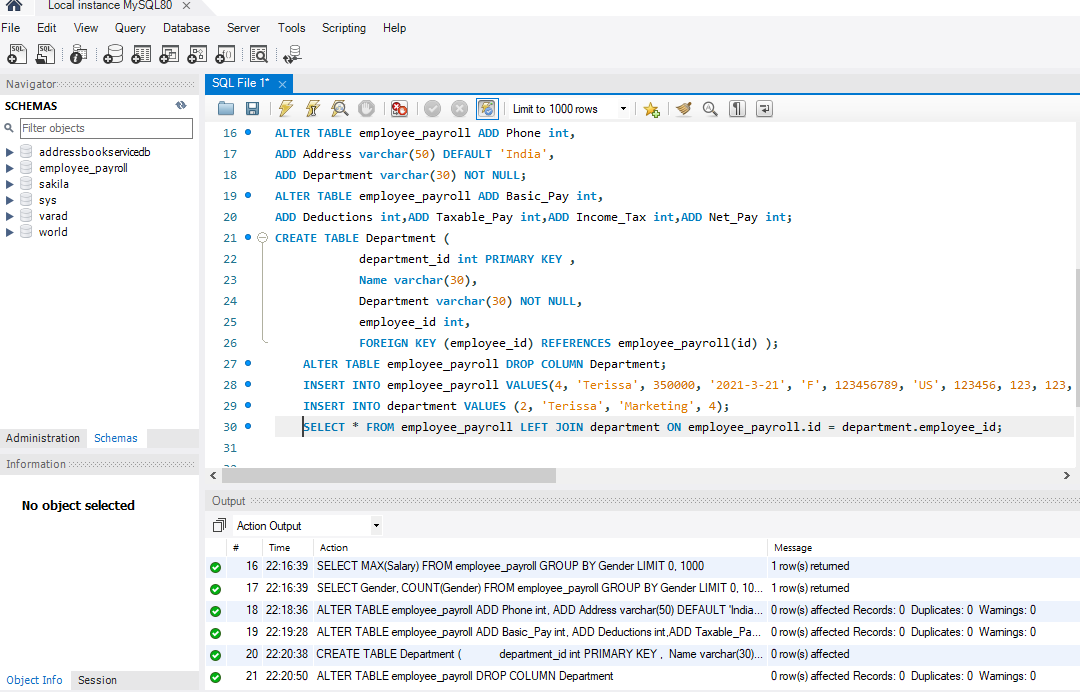 Local instance MySQL80 ×
File Edit View Query Database Server Tools Scripting Help
Navigator
SCHEMAS
Filter objects
addressbookservicedb
employee_payroll
sakila
sys
varad
world
Administration Schemas
Information
No object selected
Object Info Session
SQL File 1* ×
Limit to 1000 rows
16 ALTER TABLE employee_payroll ADD Phone int,
17 ADD Address varchar(50) DEFAULT 'India',
18 ADD Department varchar(30) NOT NULL;
19 ALTER TABLE employee_payroll ADD Basic_Pay int,
20 ADD Deductions int,ADD Taxable_Pay int,ADD Income_Tax int,ADD Net_Pay int;
21 CREATE TABLE Department (
22 department_id int PRIMARY KEY ,
23 Name varchar(30),
24 Department varchar(30) NOT NULL,
25 employee_id int,
26 FOREIGN KEY (employee_id) REFERENCES employee_payroll(id) );
27 ALTER TABLE employee_payroll DROP COLUMN Department;
28 INSERT INTO employee_payroll VALUES(4, 'Terissa', 350000, '2021-3-21', 'F', 123456789, 'US', 123456, 123, 123,
29 INSERT INTO department VALUES (2, 'Terissa', 'Marketing', 4);
30 SELECT * FROM employee_payroll LEFT JOIN department ON employee_payroll.id = department.employee_id;
31
Output
Action Output
# Time Action Message
16 22:16:39 SELECT MAX(Salary) FROM employee_payroll GROUP BY Gender LIMIT 0, 1000 1 row(s) returned
17 22:16:39 SELECT Gender, COUNT(Gender) FROM employee_payroll GROUP BY Gender LIMIT 0, 10... 1 row(s) returned
18 22:18:36 ALTER TABLE employee_payroll ADD Phone int, ADD Address varchar(50) DEFAULT 'India... 0 row(s) affected Records: 0 Duplicates: 0 Warnings: 0
19 22:19:28 ALTER TABLE employee_payroll ADD Basic_Pay int, ADD Deductions int,ADD Taxable_Pa... 0 row(s) affected Records: 0 Duplicates: 0 Warnings: 0
20 22:20:38 CREATE TABLE Department ( department_id int PRIMARY KEY , Name varchar(30)... 0 row(s) affected
21 22:20:50 ALTER TABLE employee_payroll DROP COLUMN Department 0 row(s) affected Records: 0 Duplicates: 0 Warnings: 0